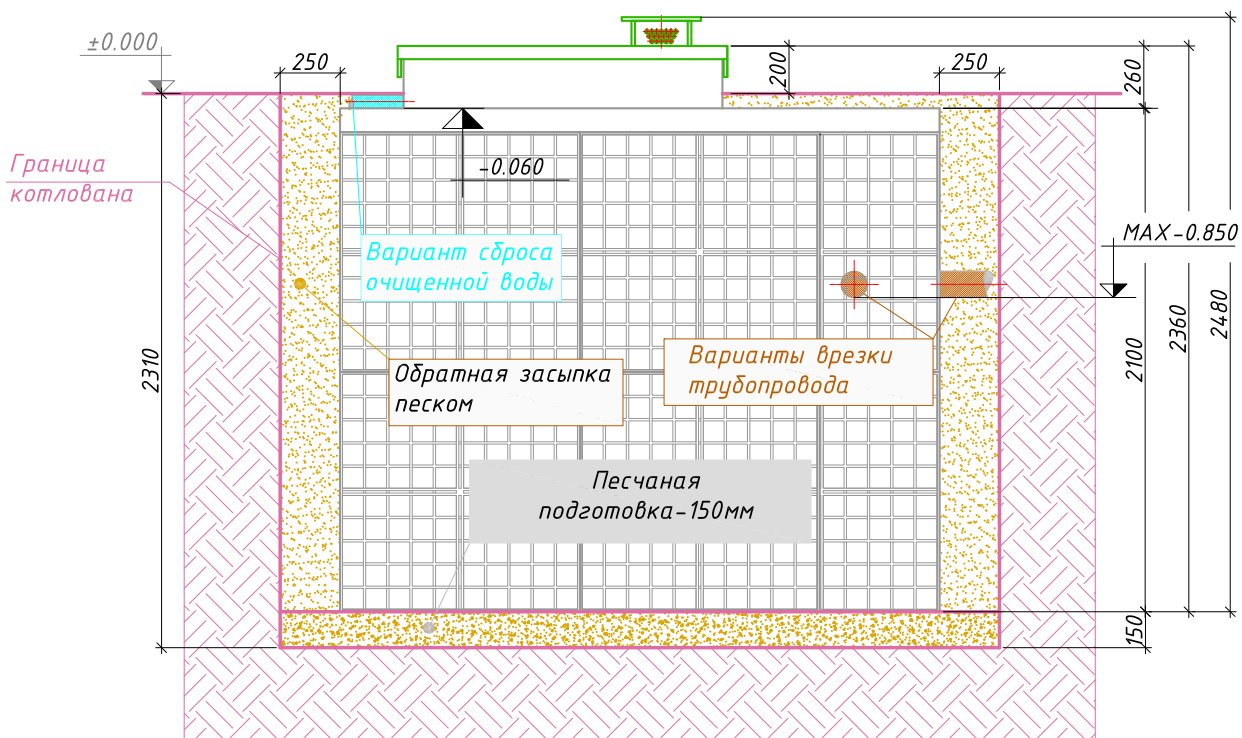 ±0.000
250
200
250
260
2480
Граница
котлована
-0.060
Вариант сброса
очищенной воды
MAX-0.850
2310
Обратная засыпка
песком
Варианты врезки
трубопровода
2100
2360
Песчаная
подготовка-150мм
150